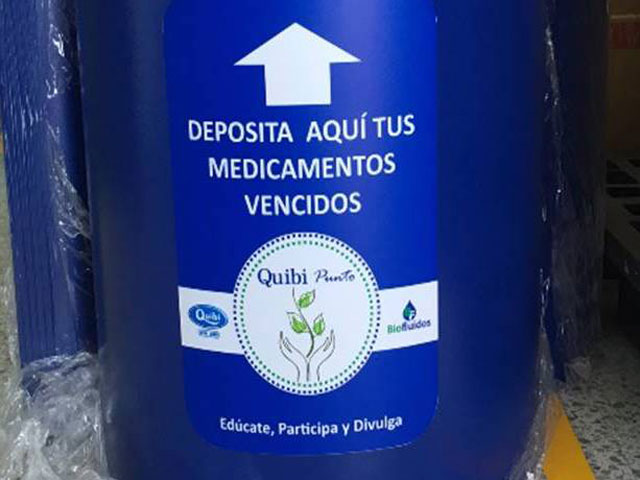 DEPOSITA AQUÍ TUS
MEDICAMENTOS
VENCIDOS
Quibi Punto
Quibi
Biofluidos
Edúcate, Participa y Divulga